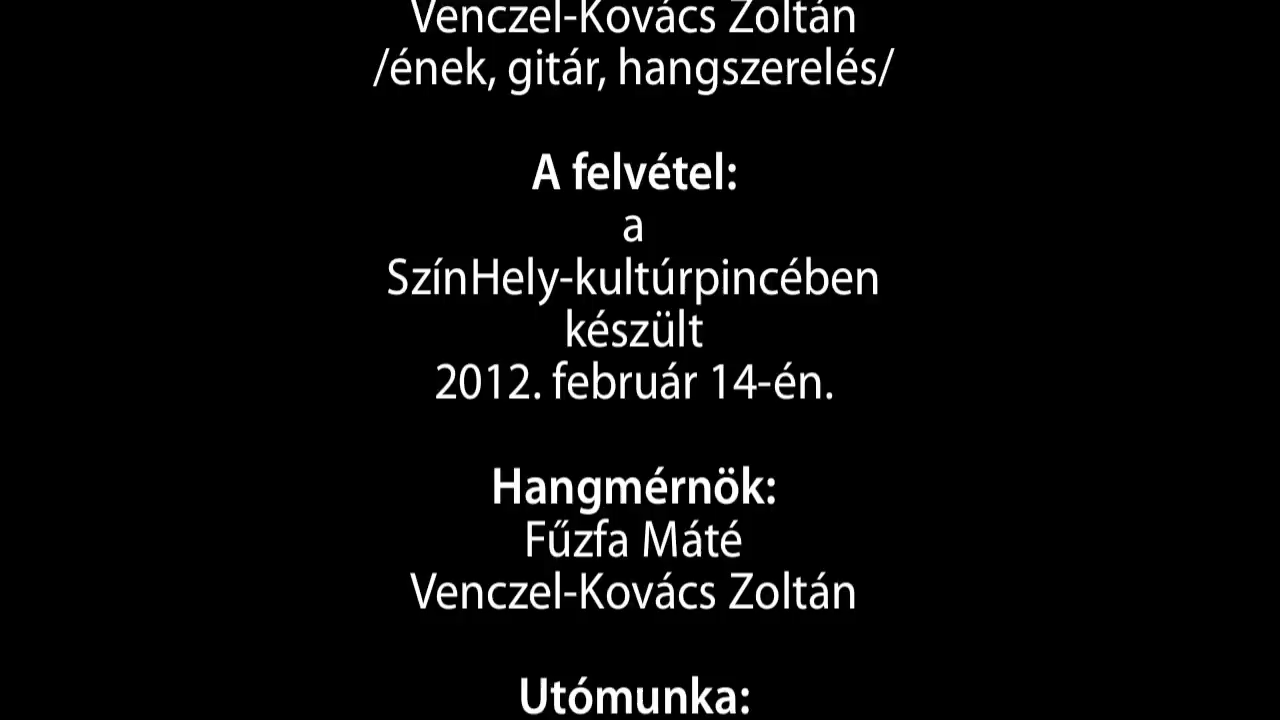 Venczel-Kovács Zoltán
/ének, gitár, hangszerelés/
A felvétel:
a
SzínHely-kultúrpincében
készült
2012. február 14-én.
Hangmérnök:
Fűzfa Máté
Venczel-Kovács Zoltán
Utómunka: